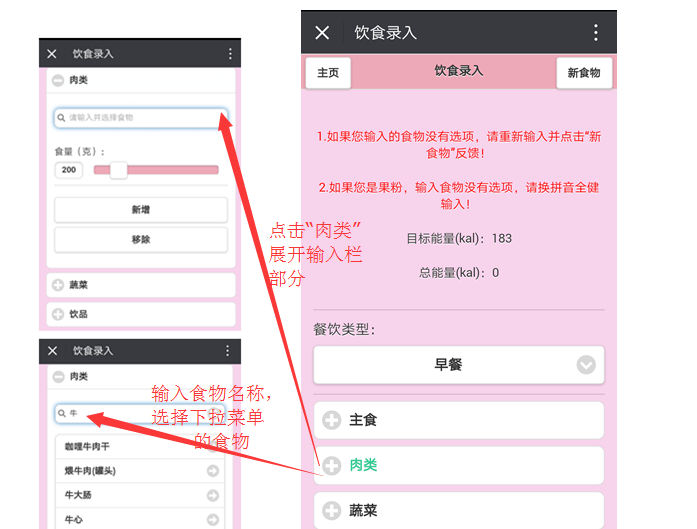 饮食录入
肉类
请输入并选择食物
食量（克）:
200
新增
移除
蔬菜
饮品
饮食录入
肉类
牛
咖喱牛肉干
煨牛肉(罐头)
牛大肠
牛心
点击“肉类”
展开输入栏
部分
输入食物名称，
选择下拉菜单
的食物
饮食录入
主页
饮食录入
新食物
1.如果您输入的食物没有选项，请重新输入并点击“新
食物”反馈！
2.如果您是果粉，输入食物没有选项，请换拼音全健
输入！
目标能量(kal)：183
总能量(kal)：0
餐饮类型：
早餐
主食
肉类
蔬菜